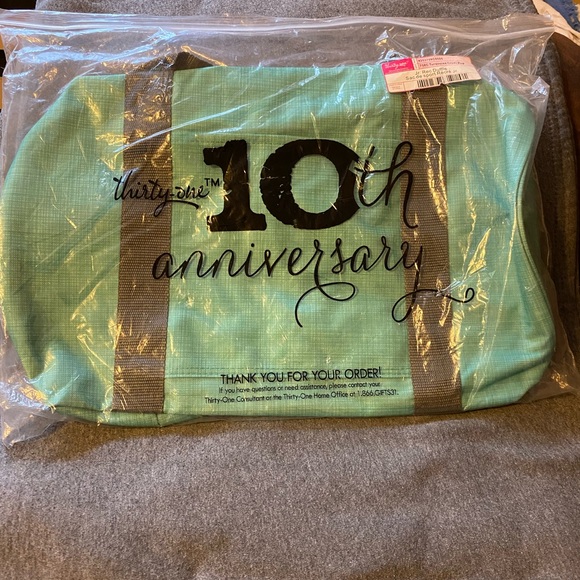 thirty-one™ 10th
anniversary
THANK YOU FOR YOUR ORDER!
If you have questions or need assistance, please contact your
Thirty-One Consultant or the Thirty-One Home Office at 1.866.GIFTS31.